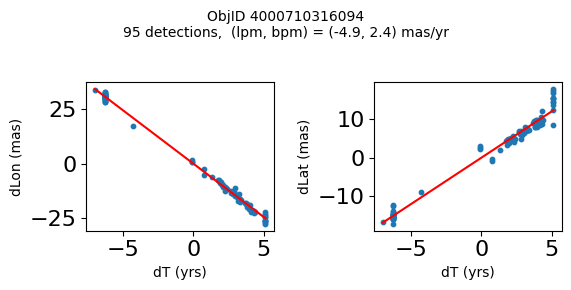 ObjID 4000710316094
95 detections,  (lpm, bpm) = (-4.9, 2.4) mas/yr
dLon (mas)
25
0
−25
−5
0
5
dT (yrs)
dLat (mas)
10
0
−10
−5
0
5
dT (yrs)